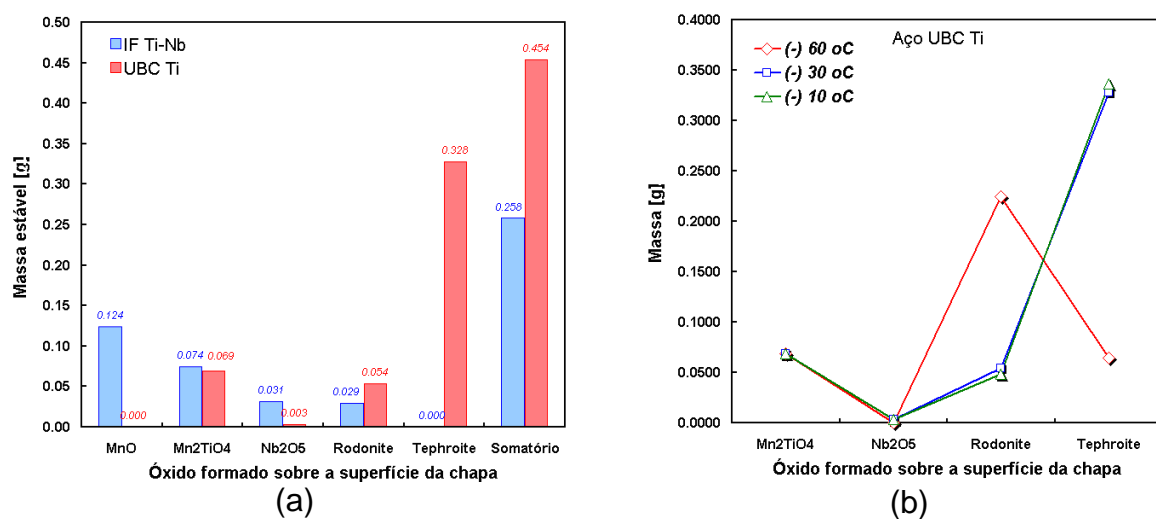 0.50
0.45
0.40
0.35
0.30
0.25
0.20
0.15
0.10
0.05
0.00
Massa estável [g]
IF Ti-Nb
UBC Ti
0.124
0.000
0.074
0.069
0.031
0.003
0.029
0.054
0.000
0.328
0.258
0.454
MnO Mn2TiO4 Nb2O5 Rodonite Tephroite Somatório
Óxido formado sobre a superfície da chapa
(a)
0.4000
0.3500
0.3000
0.2500
0.2000
0.1500
0.1000
0.0500
0.0000
Massa [g]
Aço UBC Ti
(-) 60 oC
(-) 30 oC
(-) 10 oC
Mn2TiO4 Nb2O5 Rodonite Tephroite
Óxido formado sobre a superfície da chapa
(b)